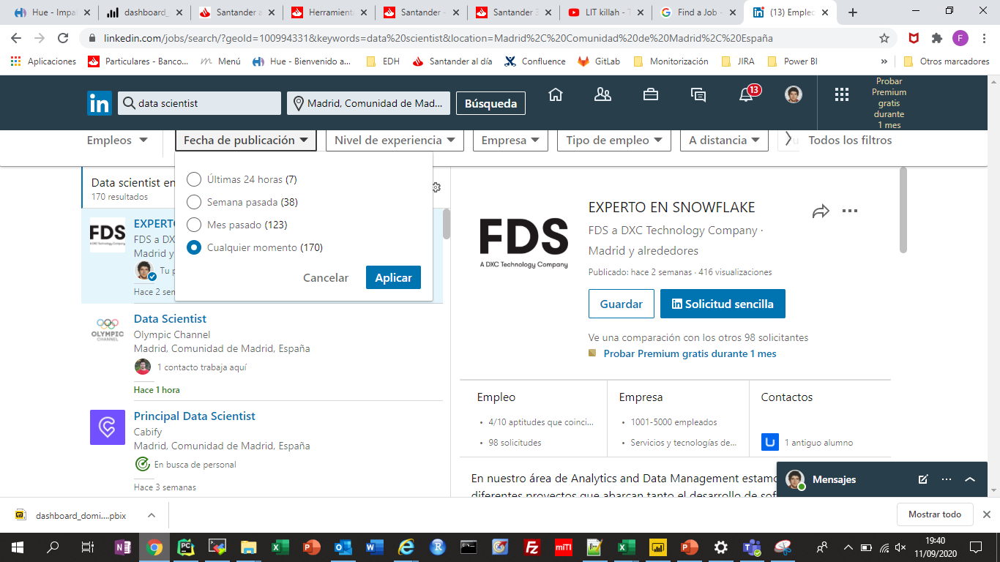 Hue - Impa
dashboard_
Santander a
Herramient
Santander -
Santander
LIT killah - T
Find a Job -
(13) Emplec
linkedin.com/jobs/search/?geoId=100994331&keywords=data%20scientist&location=Madrid%2C%20Comunidad%20de%20Madrid%2C%20España
F
Aplicaciones
Particulares - Banco...
Menú
Hue - Bienvenido a...
EDH
Santander al día
Confluence
GitLab
Monitorización
JIRA
Power BI
»
Otros marcadores
in
data scientist
Madrid, Comunidad de Mad...
Búsqueda
13
Probar
Premium
gratis
durante
1 mes
Empleos
Fecha de publicación
Nivel de experiencia
Empresa
Tipo de empleo
A distancia
Todos los filtros
Últimas 24 horas (7)
Semana pasada (38)
Mes pasado (123)
Cualquier momento (170)
Cancelar
Aplicar
Data scientist en
170 resultados
FDS
EXPERTO
FDS a DX
Madrid y
Tu p
Hace 2 sem
OLYMPIC
CHANNEL
Data Scientist
Olympic Channel
Madrid, Comunidad de Madrid, España
1 contacto trabaja aquí
Hace 1 hora
Principal Data Scientist
Cabify
Madrid, Comunidad de Madrid, España
En busca de personal
Hace 3 semanas
FDS
A DXC Technology Company
EXPERTO EN SNOWFLAKE
FDS a DXC Technology Company ·
Madrid y alrededores
Publicado: hace 2 semanas · 416 visualizaciones
Guardar
in Solicitud sencilla
Ve una comparación con los otros 98 solicitantes
Probar Premium gratis durante 1 mes
Empleo
• 4/10 aptitudes que coinci...
• 98 solicitudes
Empresa
• 1001-5000 empleados
• Servicios y tecnologías de...
Contactos
1 antiguo alumno
En nuestro área de Analytics and Data Management estamo
diferentes proyectos que abarcan tanto el desarrollo de sof
Mensajes
dashboard_domi....pbix
Mostrar todo
miTI
19:40
11/09/2020